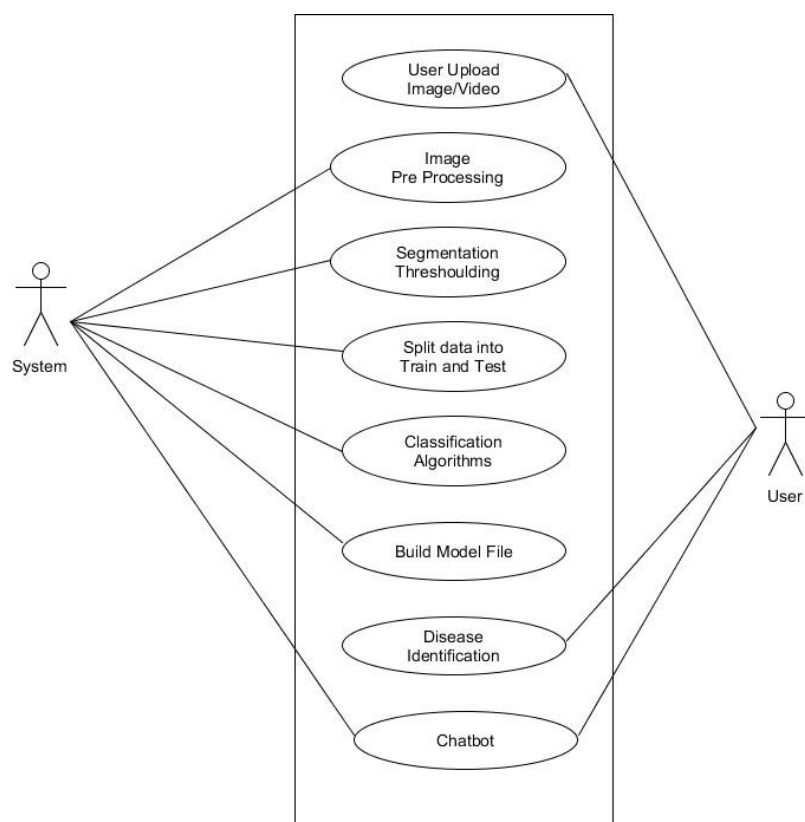 User Upload
Image/Video
Image
Pre Processing
Segmentation
Threshoulding
System
Split data into
Train and Test
Classification
Algorithms
User
Build Model File
Disease
Identification
Chatbot